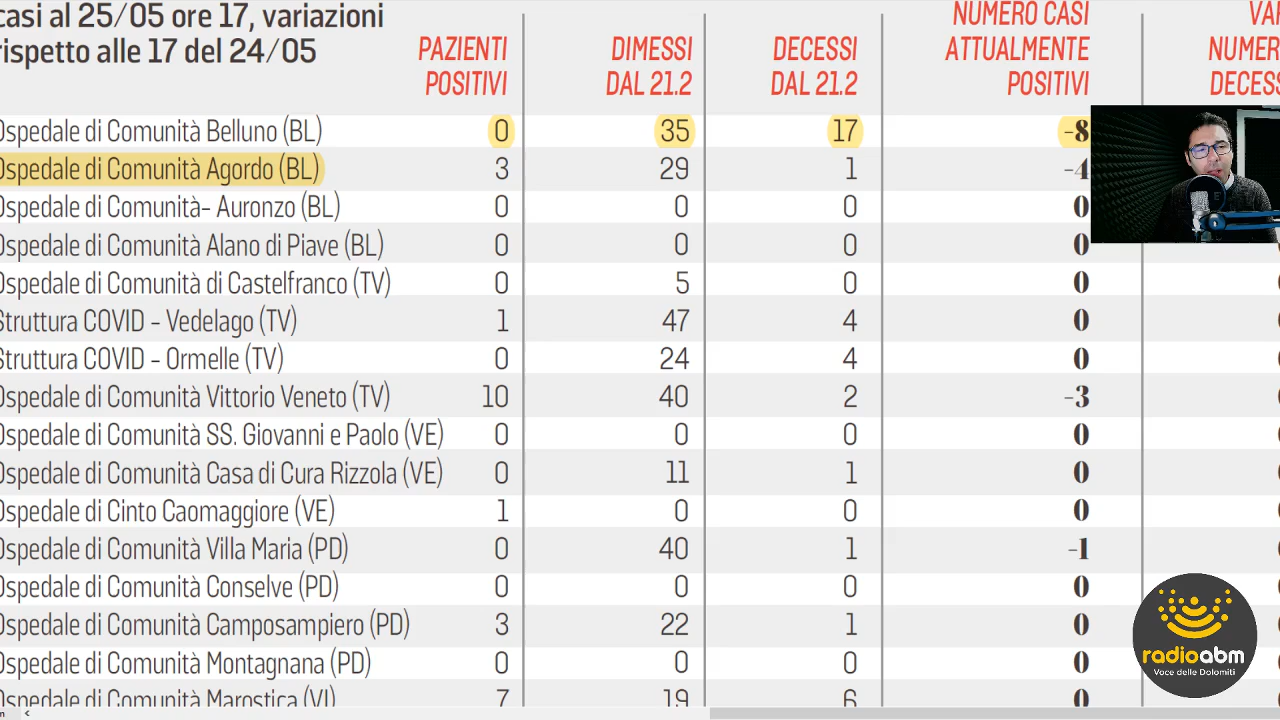 casi al 25/05 ore 17, variazioni
rispetto alle 17 del 24/05
PAZIENTI POSITIVI
DIMESSI DAL 21.2
DECESSI DAL 21.2
NUMERO CASI ATTUALMENTE POSITIVI
Ospedale di Comunità Belluno (BL) 0 35 17 -8
Ospedale di Comunità Agordo (BL) 3 29 1 -4
Ospedale di Comunità- Auronzo (BL) 0 0 0 0
Ospedale di Comunità Alano di Piave (BL) 0 0 0 0
Ospedale di Comunità di Castelfranco (TV) 0 5 0 0
Struttura COVID - Vedelago (TV) 1 47 4 0
Struttura COVID - Ormelle (TV) 0 24 4 0
Ospedale di Comunità Vittorio Veneto (TV) 10 40 2 -3
Ospedale di Comunità SS. Giovanni e Paolo (VE) 0 0 0 0
Ospedale di Comunità Casa di Cura Rizzola (VE) 0 11 1 0
Ospedale di Cinto Caomaggiore (VE) 1 0 0 0
Ospedale di Comunità Villa Maria (PD) 0 40 1 -1
Ospedale di Comunità Conselve (PD) 0 0 0 0
Ospedale di Comunità Camposampiero (PD) 3 22 1 0
Ospedale di Comunità Montagnana (PD) 0 0 0 0
Ospedale di Comunità Marostica (VI) 7 19 6 0
radioabm
Voce delle Dolomiti